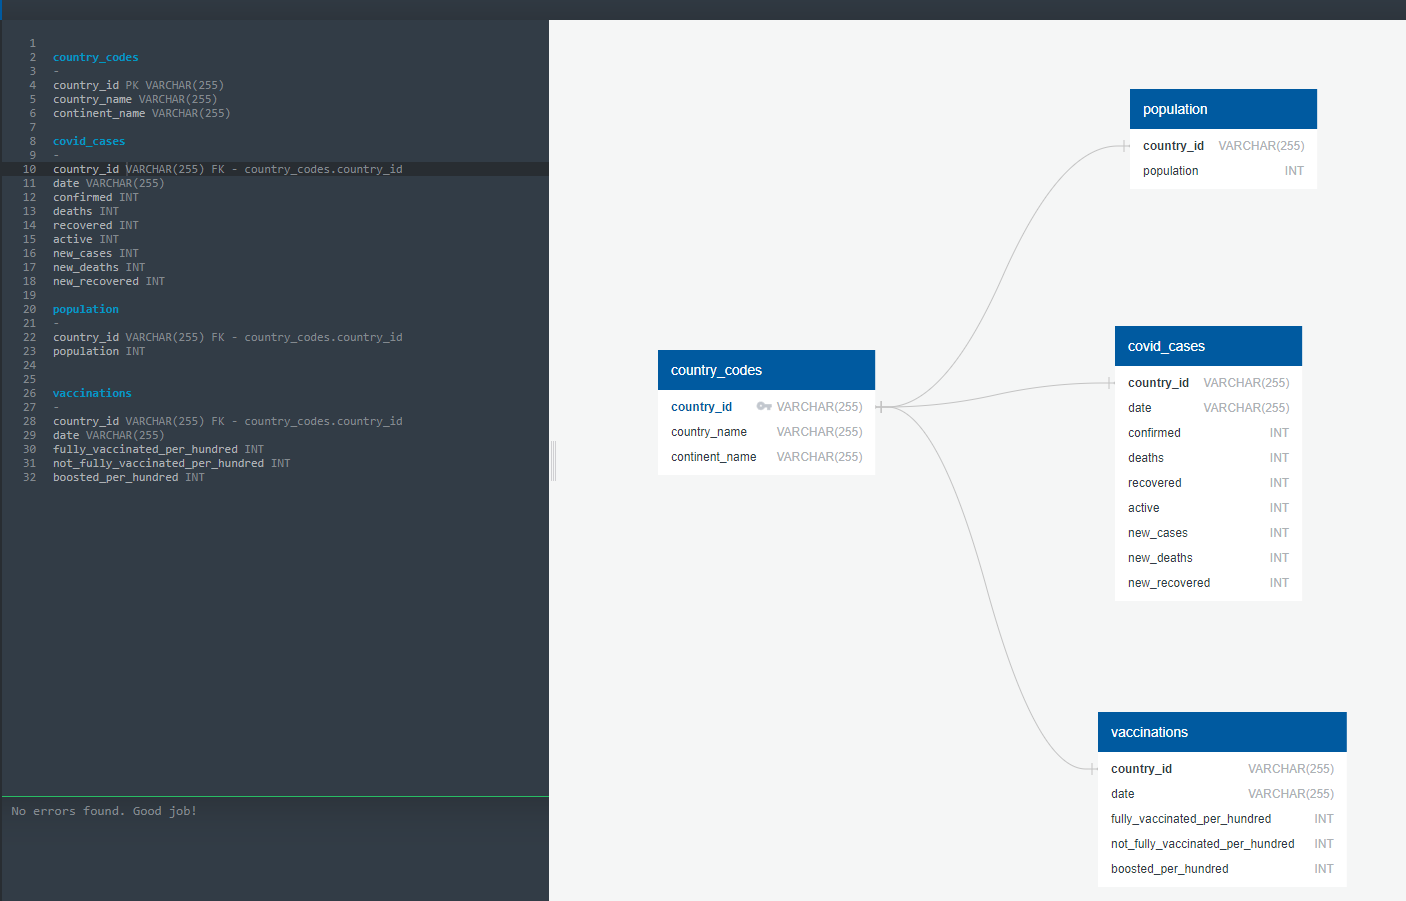 1
2 country_codes
3 -
4 country_id PK VARCHAR(255)
5 country_name VARCHAR(255)
6 continent_name VARCHAR(255)
7
8 covid_cases
9 -
10 country_id VARCHAR(255) FK - country_codes.country_id
11 date VARCHAR(255)
12 confirmed INT
13 deaths INT
14 recovered INT
15 active INT
16 new_cases INT
17 new_deaths INT
18 new_recovered INT
19
20 population
21 -
22 country_id VARCHAR(255) FK - country_codes.country_id
23 population INT
24
25
26 vaccinations
27 -
28 country_id VARCHAR(255) FK - country_codes.country_id
29 date VARCHAR(255)
30 fully_vaccinated_per_hundred INT
31 not_fully_vaccinated_per_hundred INT
32 boosted_per_hundred INT
No errors found. Good job!
country_codes
country_id VARCHAR(255)
country_name VARCHAR(255)
continent_name VARCHAR(255)
population
country_id VARCHAR(255)
population INT
covid_cases
country_id VARCHAR(255)
date VARCHAR(255)
confirmed INT
deaths INT
recovered INT
active INT
new_cases INT
new_deaths INT
new_recovered INT
vaccinations
country_id VARCHAR(255)
date VARCHAR(255)
fully_vaccinated_per_hundred INT
not_fully_vaccinated_per_hundred INT
boosted_per_hundred INT